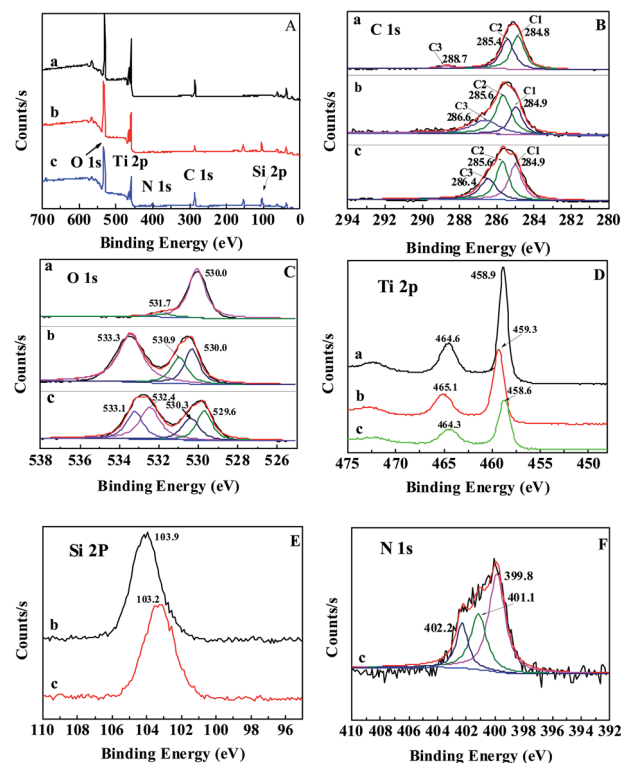 A
a
b
c
O 1s
Ti 2p
N 1s
C 1s
Si 2p
Counts/s
700 600 500 400 300 200 100 0
Binding Energy (eV)
B
C 1s
a
C3
288.7
C2
285.4
C1
284.8
b
C3
286.6
C2
285.6
C1
284.9
c
C3
286.4
C2
285.6
C1
284.9
Counts/s
294 292 290 288 286 284 282 280
Binding Energy (eV)
C
O 1s
a
531.7
530.0
b
533.3
530.9
530.0
c
533.1
532.4
530.3
529.6
Counts/s
538 536 534 532 530 528 526
Binding Energy (eV)
D
Ti 2p
a
464.6
458.9
b
465.1
459.3
c
464.3
458.6
Counts/s
475 470 465 460 455 450
Binding Energy (eV)
E
Si 2P
103.9
103.2
b
c
Counts/s
110 108 106 104 102 100 98 96
Binding Energy (eV)
F
N 1s
399.8
401.1
402.2
c
Counts/s
410 408 406 404 402 400 398 396 394 392
Binding Energy (eV)